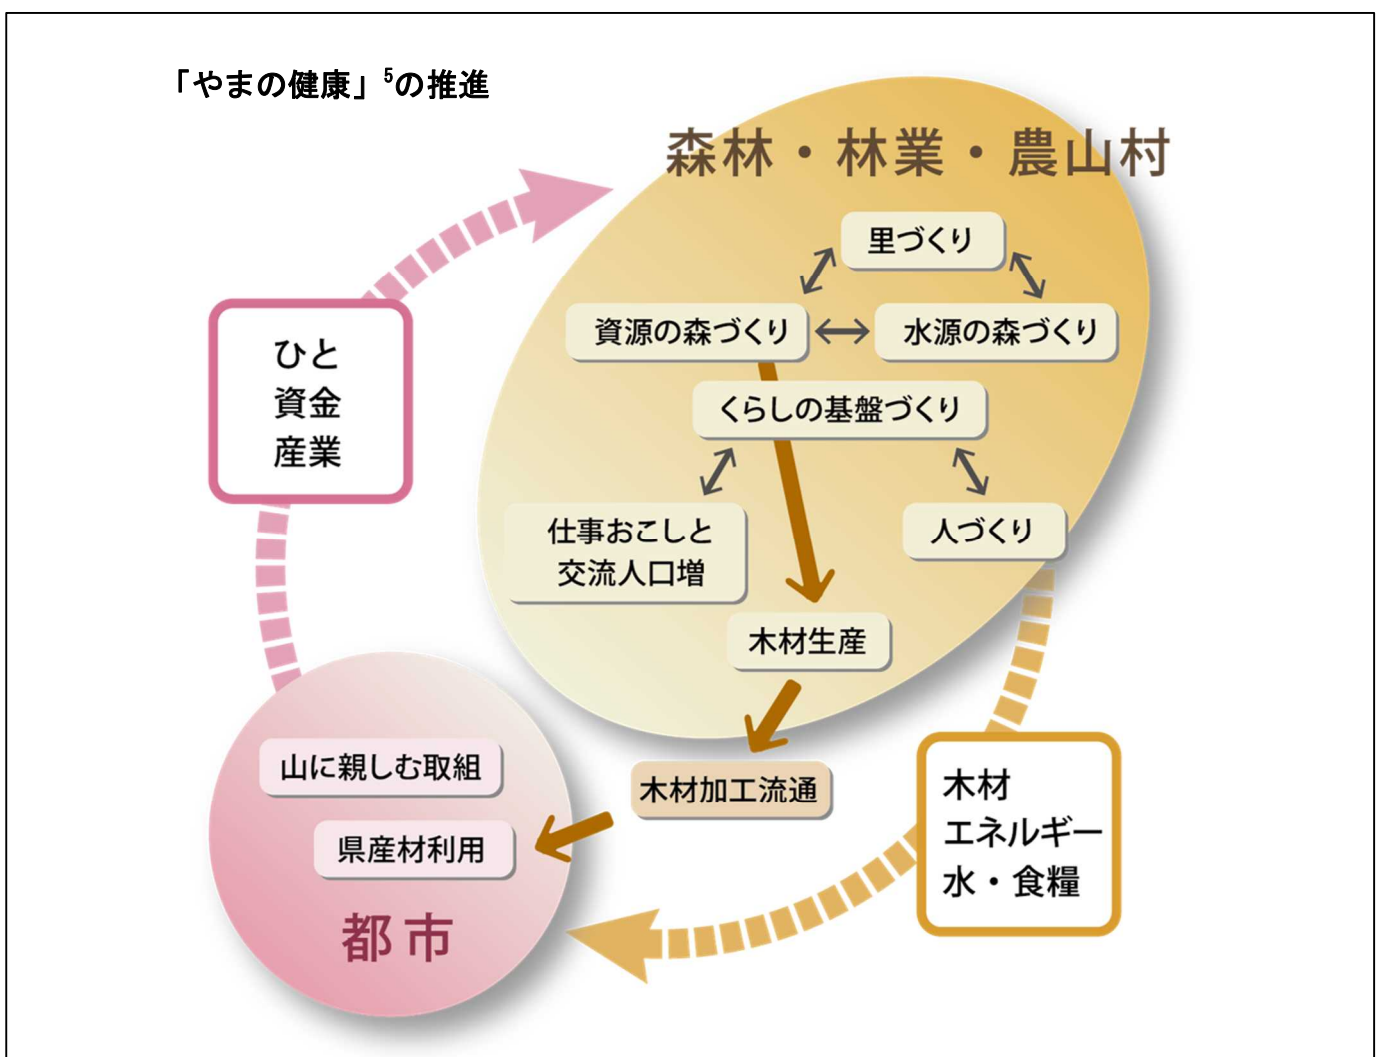 「やまの健康」5の推進
森林・林業・農山村
里づくり
資源の森づくり
水源の森づくり
くらしの基盤づくり
仕事おこしと
交流人口増
人づくり
木材生産
木材加工流通
ひと
資金
産業
山に親しむ取組
県産材利用
都市
木材
エネルギー
水・食糧